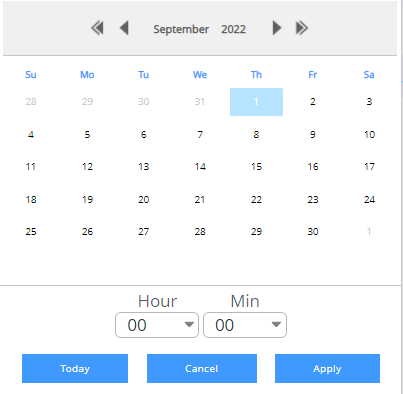 September 2022
Su Mo Tu We Th Fr Sa
28 29 30 31 1 2 3
4 5 6 7 8 9 10
11 12 13 14 15 16 17
18 19 20 21 22 23 24
25 26 27 28 29 30 1
Hour Min
00 00
Today Cancel Apply